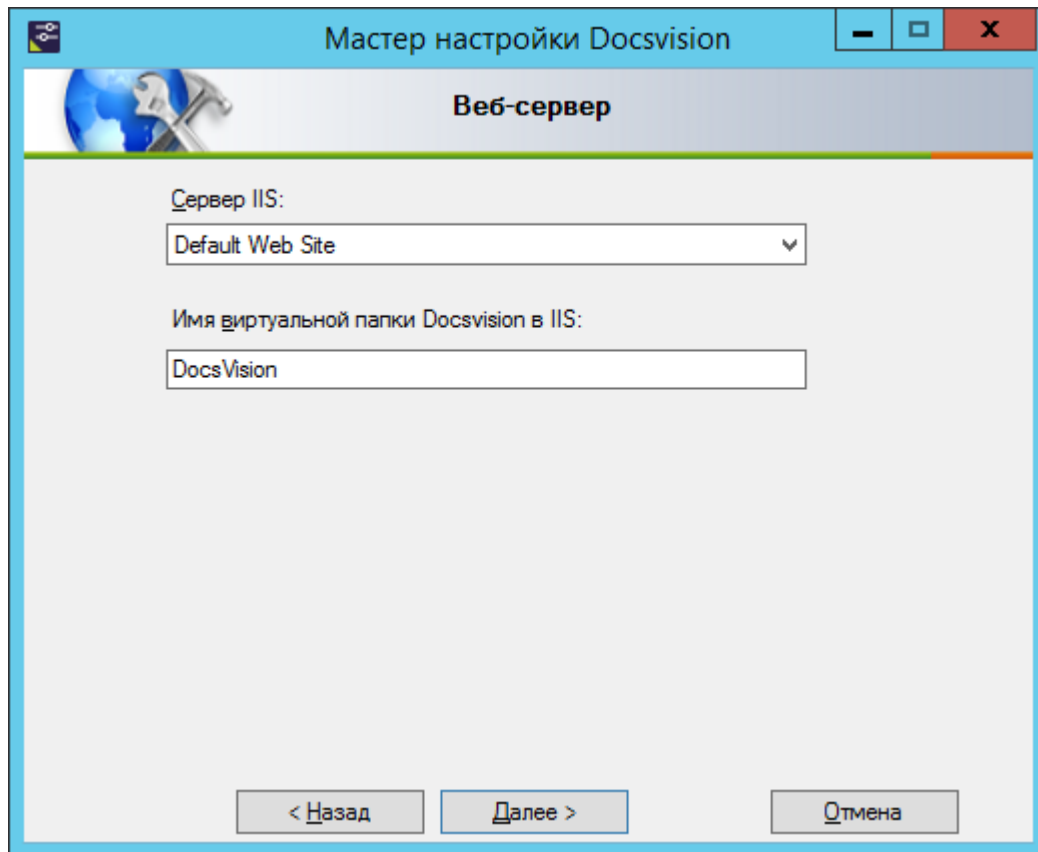 Мастер настройки Docsvision
Веб-сервер
Сервер IIS:
Default Web Site
Имя виртуальной папки Docsvision в IIS:
DocsVision
< Назад
Далее >
Отмена